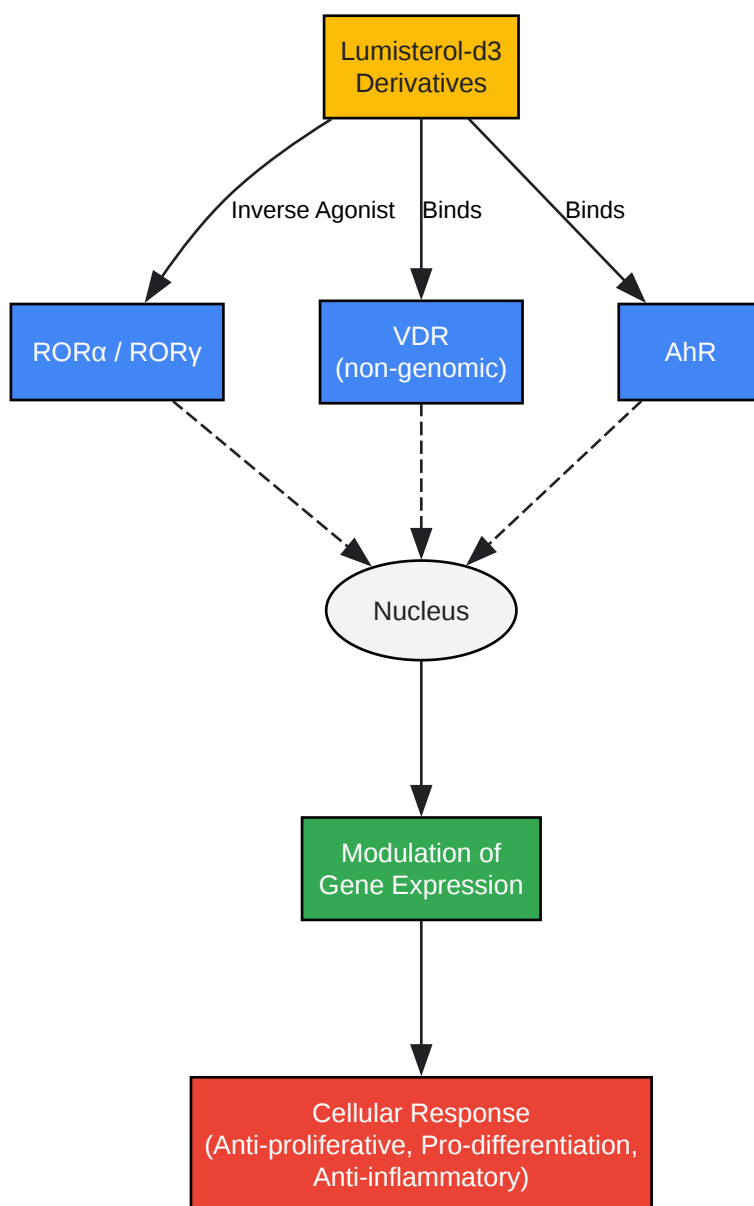 Lumisterol-d3
Derivatives
Inverse Agonist
Binds
Binds
RORα / RORγ
VDR
(non-genomic)
AhR
Nucleus
Modulation of
Gene Expression
Cellular Response
(Anti-proliferative, Pro-differentiation,
Anti-inflammatory)